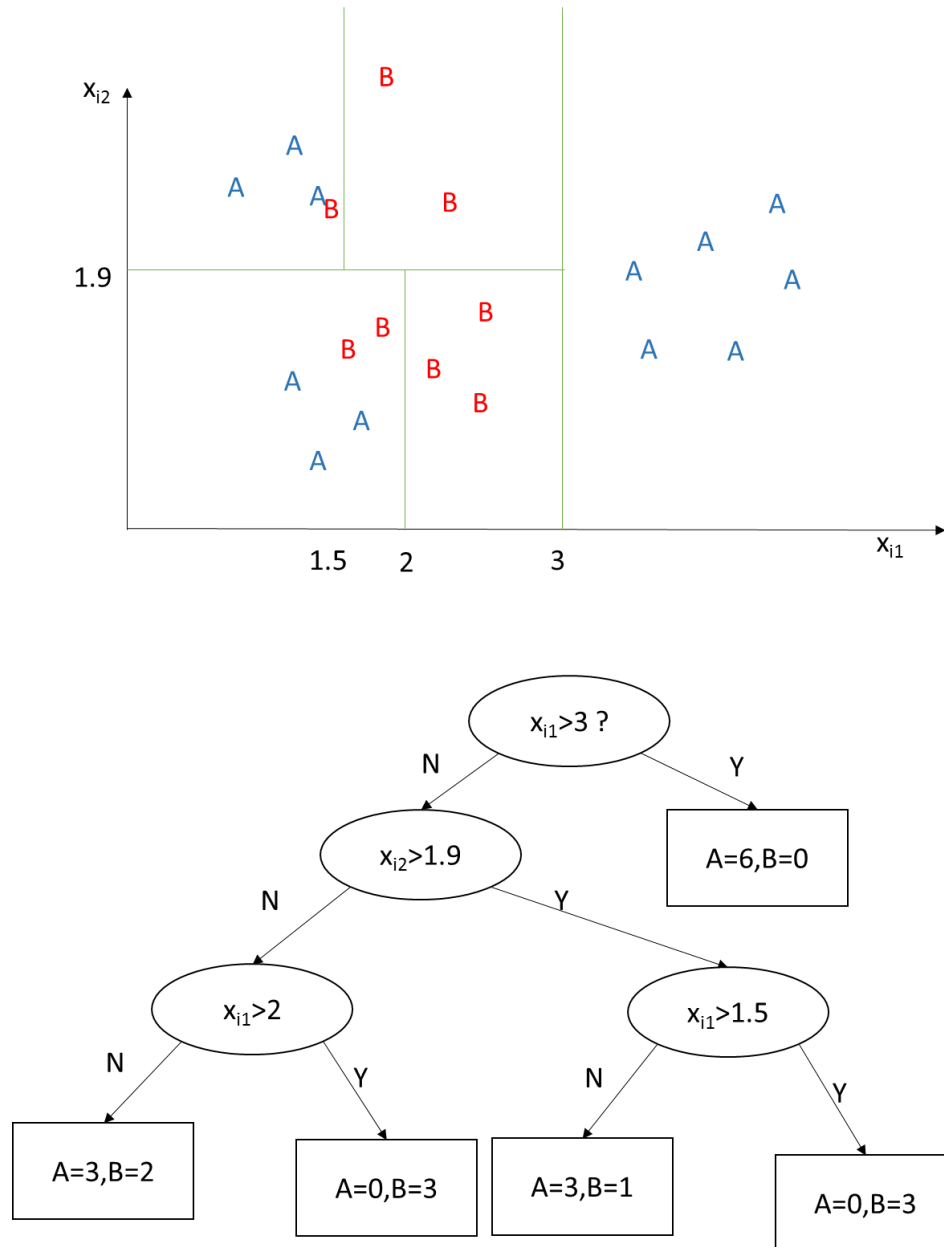 B
x_i2
A
A
A
B
B
A
A
A
1.9
A
B
B
B
A
A
B
A
B
A
A
x_i1
1.5
2
3
x_i1>3 ?
N
Y
x_i2>1.9
A=6,B=0
N
Y
x_i1>2
x_i1>1.5
N
Y
N
Y
A=3,B=2
A=0,B=3
A=3,B=1
A=0,B=3